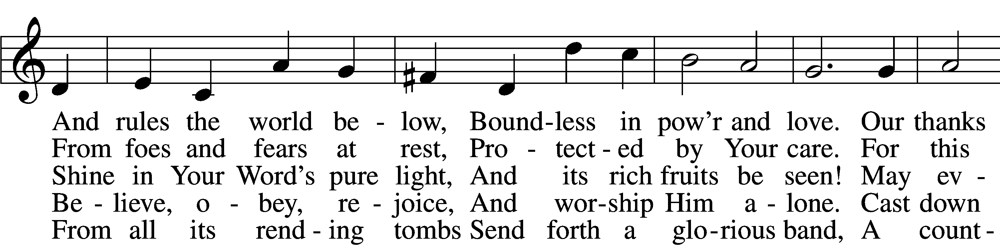 And rules the world be - low, Bound-less in pow’r and love. Our thanks
From foes and fears at rest, Pro - tect - ed by Your care. For this
Shine in Your Word’s pure light, And its rich fruits be seen! May ev -
Be - lieve, o - bey, re - joice, And wor-ship Him a - lone. Cast down
From all its rend - ing tombs Send forth a glo-rious band, A count -